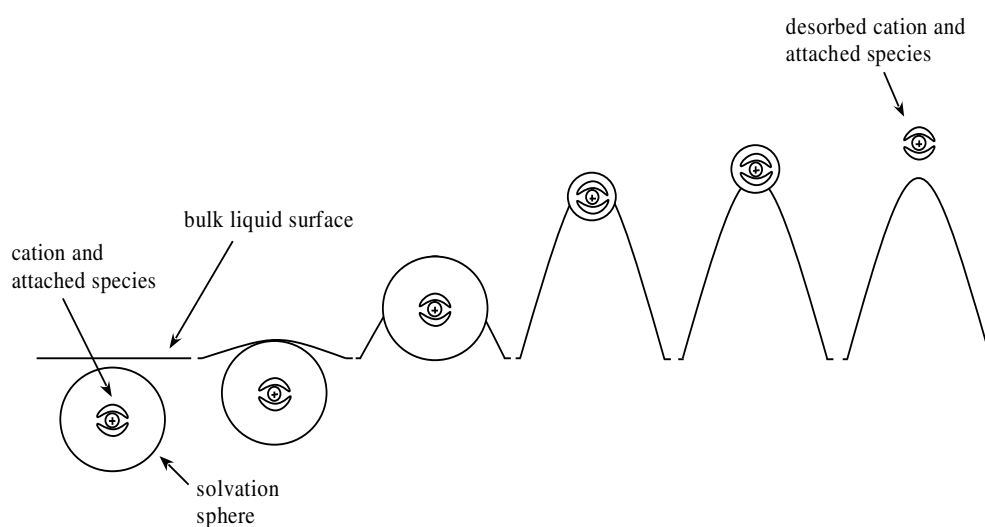 desorbed cation and
attached species
bulk liquid surface
cation and
attached species
+
+
+
+
+
+
solvation
sphere